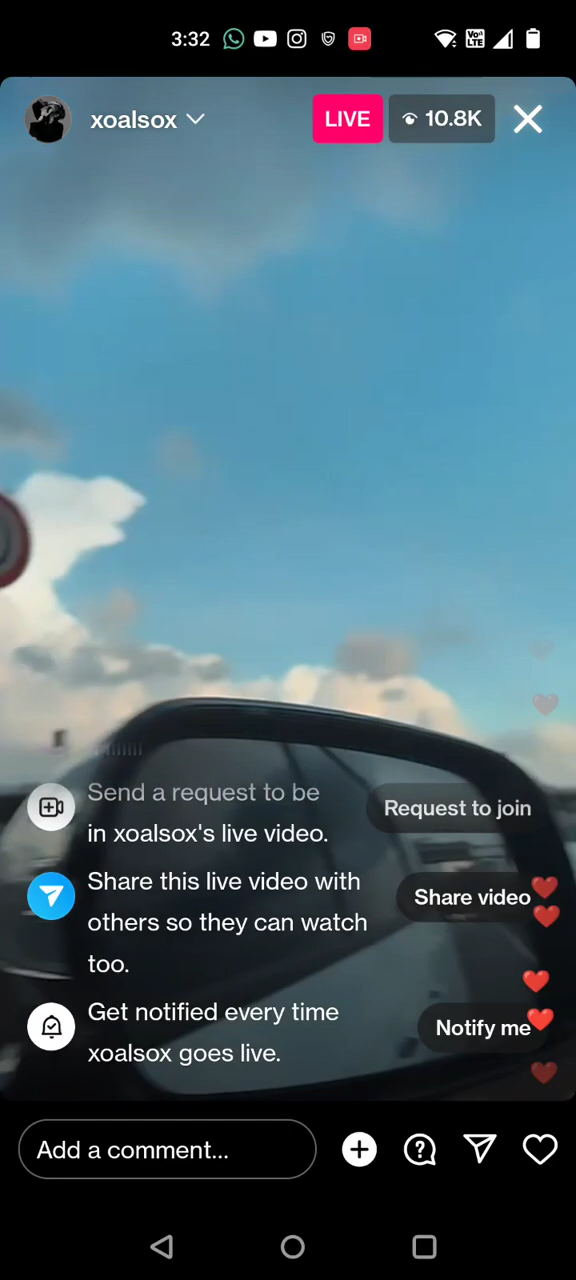 3:32
Vo))
LTE
xoalsox
LIVE
10.8K
Send a request to be
in xoalsox's live video.
Request to join
Share this live video with
others so they can watch
too.
Share video
Get notified every time
xoalsox goes live.
Notify me
Add a comment...